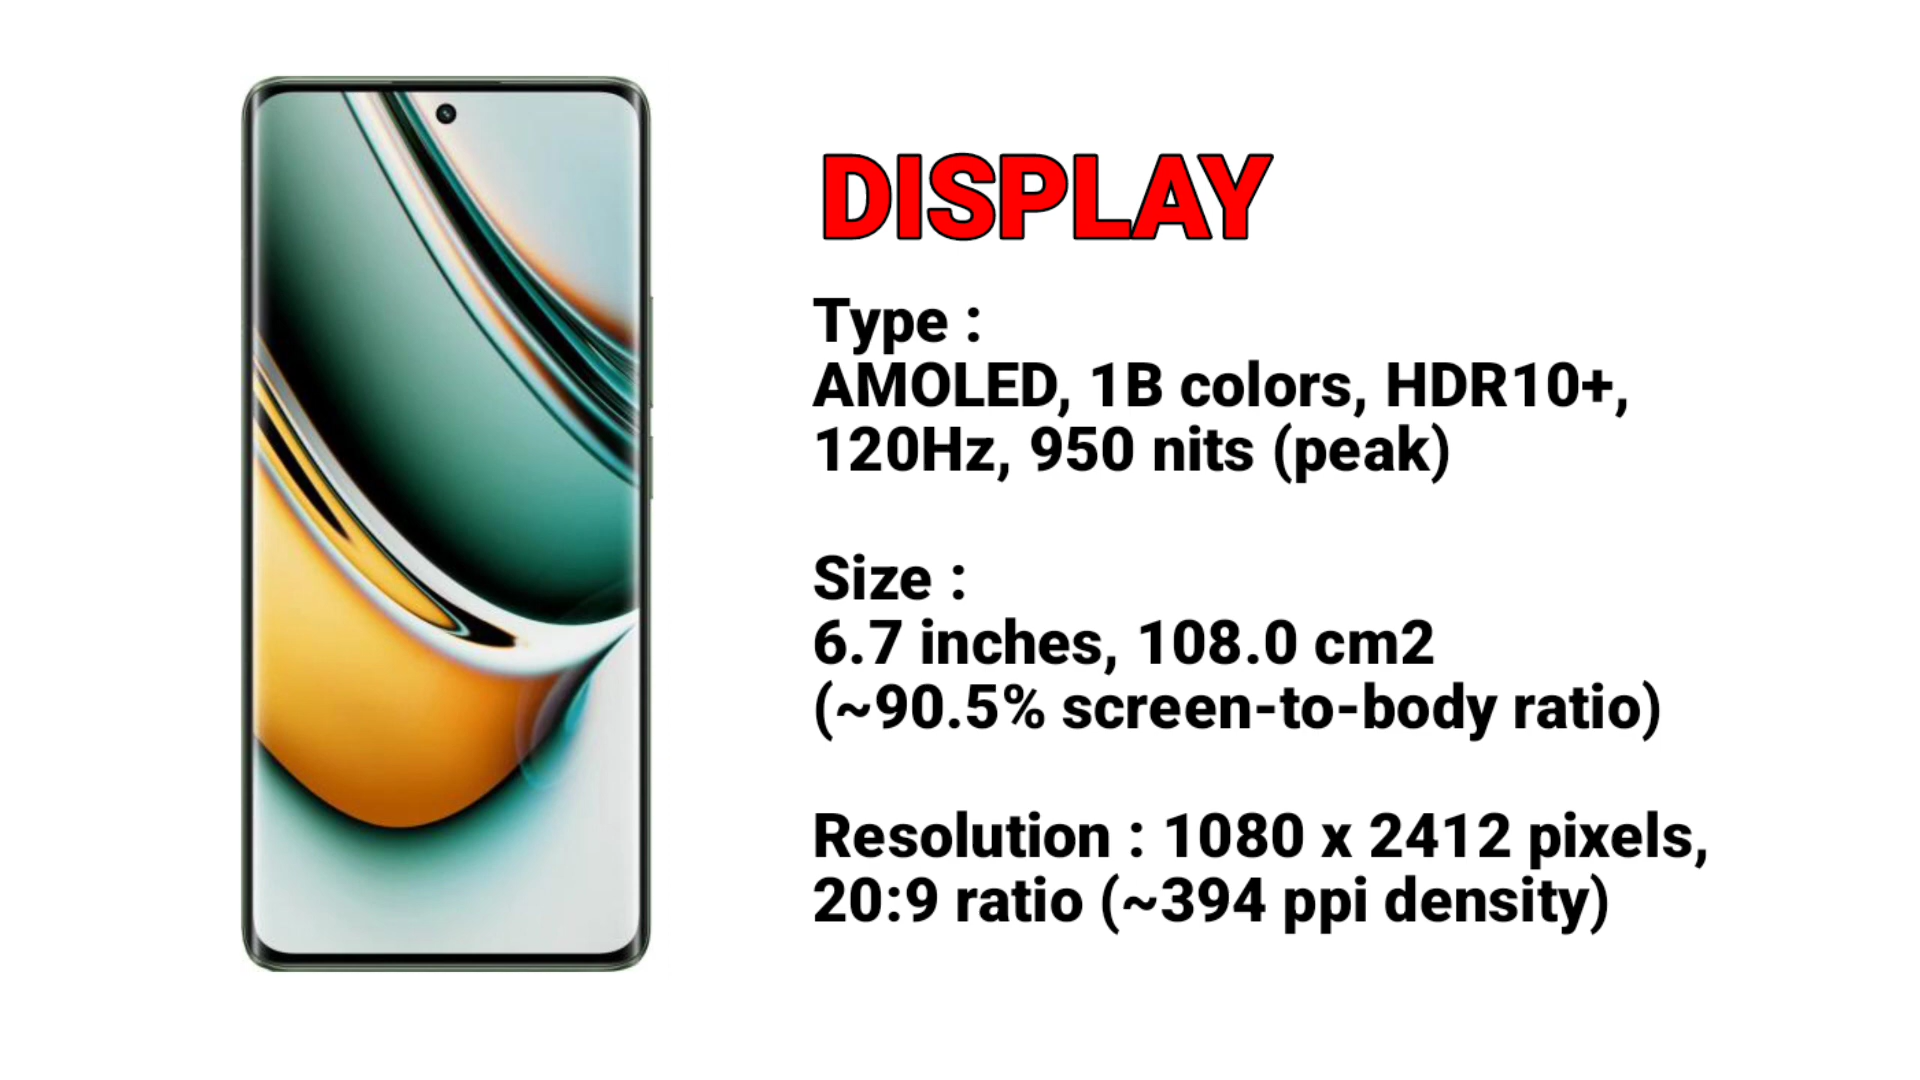 DISPLAY
Type :
AMOLED, 1B colors, HDR10+,
120Hz, 950 nits (peak)
Size :
6.7 inches, 108.0 cm2
(~90.5% screen-to-body ratio)
Resolution : 1080 x 2412 pixels,
20:9 ratio (~394 ppi density)